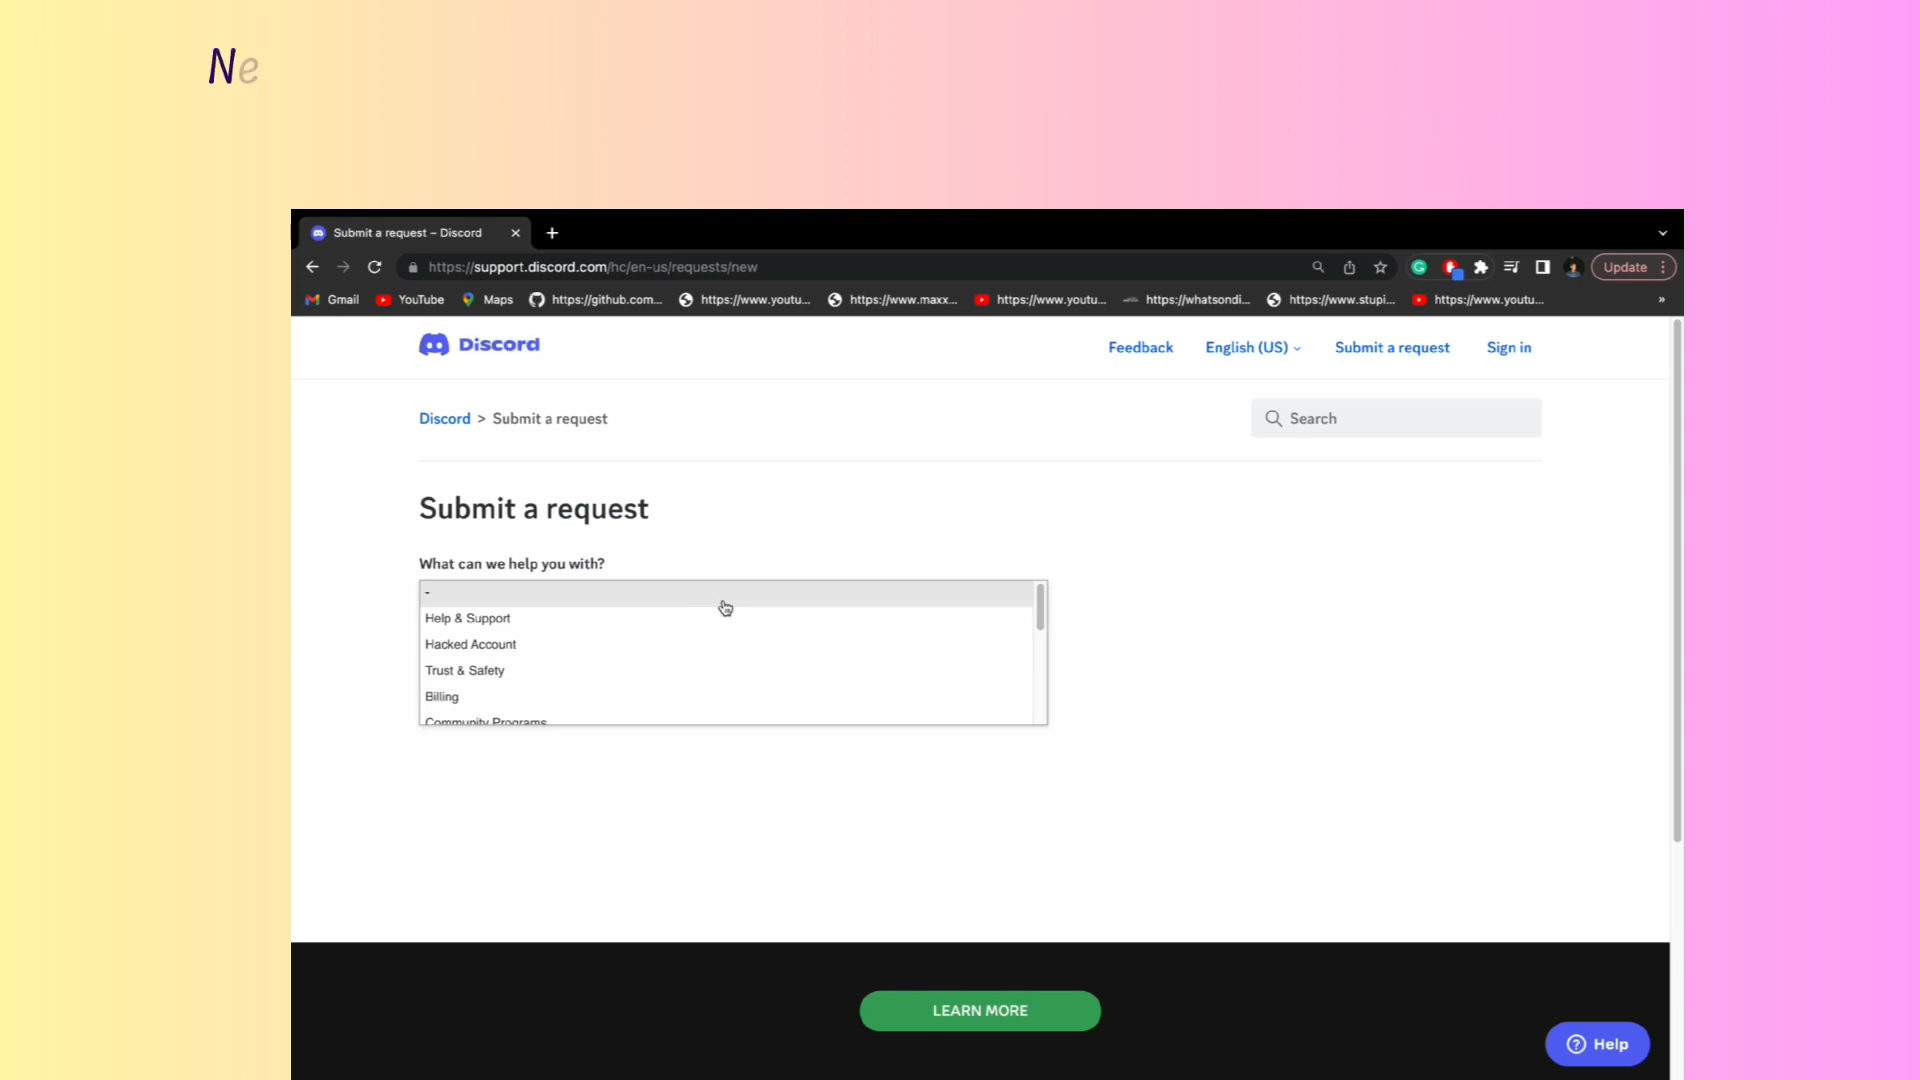 Ne
Submit a request – Discord
https://support.discord.com/hc/en-us/requests/new
Update
Gmail YouTube Maps https://github.com... https://www.youtu... https://www.maxx... https://www.youtu... https://whatsondi... https://www.stupi... https://www.youtu... »
Discord Feedback English (US) Submit a request Sign in
Discord > Submit a request Search
Submit a request
What can we help you with?
-
Help & Support
Hacked Account
Trust & Safety
Billing
Community Programs
LEARN MORE
Help